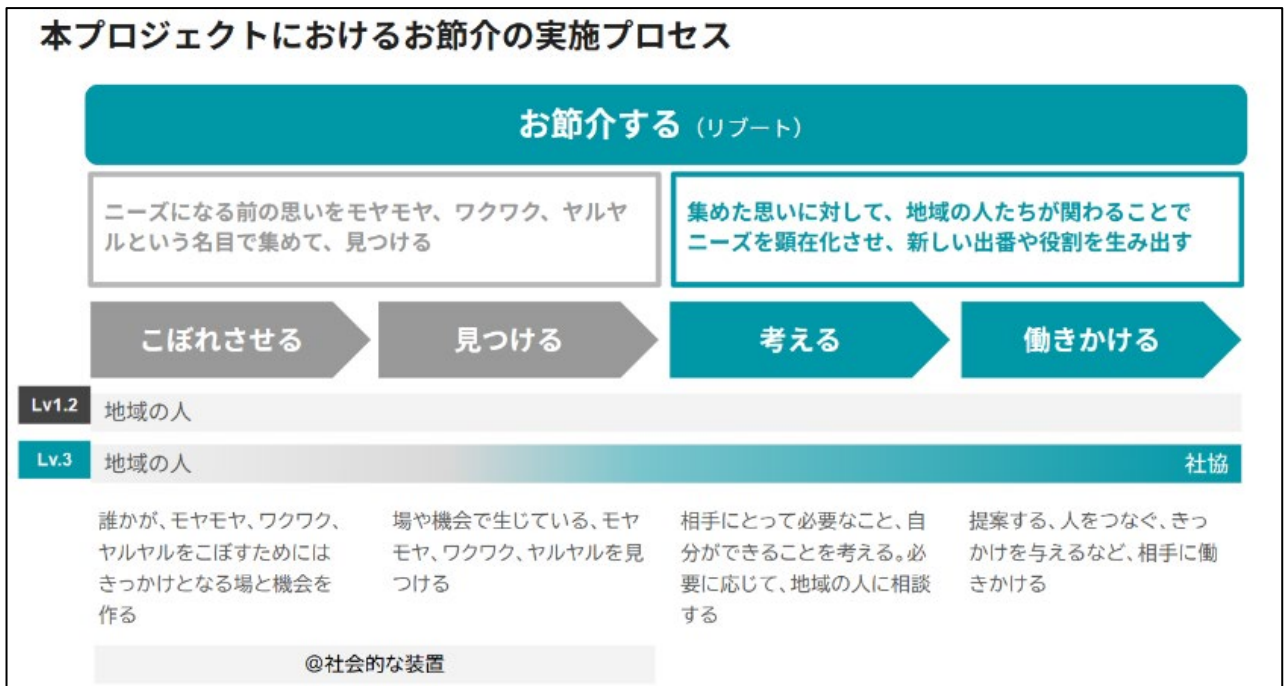 本プロジェクトにおけるお節介の実施プロセス
お節介する（リブート）
ニーズになる前の思いをモヤモヤ、ワクワク、ヤルヤ
ルという名目で集めて、見つける
集めた思いに対して、地域の人たちが関わることで
ニーズを顕在化させ、新しい出番や役割を生み出す
こぼれさせる
見つける
考える
働きかける
Lv1.2
地域の人
Lv.3
地域の人
社協
誰かが、モヤモヤ、ワクワク、
ヤルヤルをこぼすためには
きっかけとなる場と機会を
作る
場や機会で生じている、モヤ
モヤ、ワクワク、ヤルヤルを見
つける
相手にとって必要なこと、自
分ができることを考える。必
要に応じて、地域の人に相談
する
提案する、人をつなぐ、きっ
かけを与えるなど、相手に働
きかける
@社会的な装置